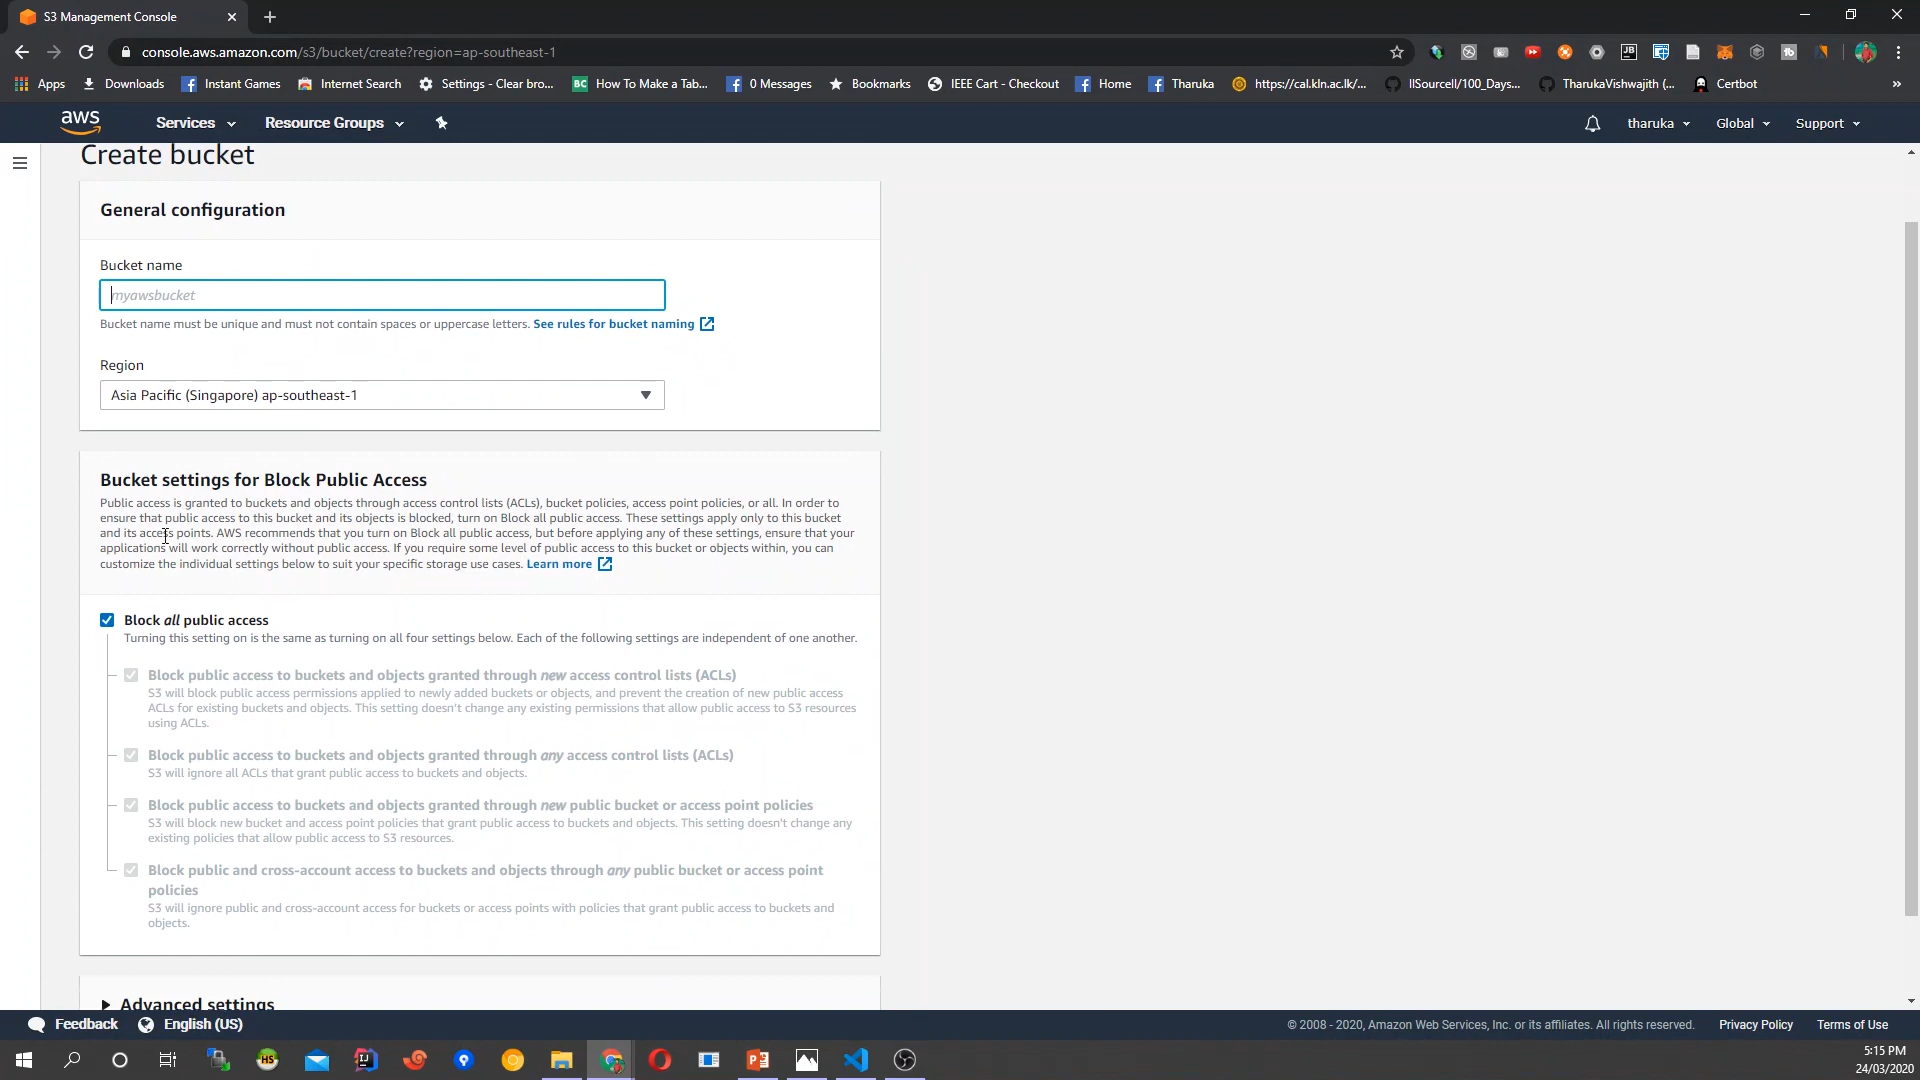 S3 Management Console
console.aws.amazon.com/s3/bucket/create?region=ap-southeast-1
Apps Downloads Instant Games Internet Search Settings - Clear bro... BC How To Make a Tab... 0 Messages Bookmarks IEEE Cart - Checkout Home Tharuka https://cal.kln.ac.lk/... llSourcell/100_Days... TharukaVishwajith (... Certbot »
aws Services Resource Groups tharuka Global Support
Create bucket
General configuration
Bucket name
myawsbucket
Bucket name must be unique and must not contain spaces or uppercase letters. See rules for bucket naming
Region
Asia Pacific (Singapore) ap-southeast-1
Bucket settings for Block Public Access
Public access is granted to buckets and objects through access control lists (ACLs), bucket policies, access point policies, or all. In order to
ensure that public access to this bucket and its objects is blocked, turn on Block all public access. These settings apply only to this bucket
and its access points. AWS recommends that you turn on Block all public access, but before applying any of these settings, ensure that your
applications will work correctly without public access. If you require some level of public access to this bucket or objects within, you can
customize the individual settings below to suit your specific storage use cases. Learn more
Block all public access
Turning this setting on is the same as turning on all four settings below. Each of the following settings are independent of one another.
Block public access to buckets and objects granted through new access control lists (ACLs)
S3 will block public access permissions applied to newly added buckets or objects, and prevent the creation of new public access
ACLs for existing buckets and objects. This setting doesn't change any existing permissions that allow public access to S3 resources
using ACLs.
Block public access to buckets and objects granted through any access control lists (ACLs)
S3 will ignore all ACLs that grant public access to buckets and objects.
Block public access to buckets and objects granted through new public bucket or access point policies
S3 will block new bucket and access point policies that grant public access to buckets and objects. This setting doesn't change any
existing policies that allow public access to S3 resources.
Block public and cross-account access to buckets and objects through any public bucket or access point
policies
S3 will ignore public and cross-account access for buckets or access points with policies that grant public access to buckets and
objects.
Advanced settings
Feedback English (US) © 2008 - 2020, Amazon Web Services, Inc. or its affiliates. All rights reserved. Privacy Policy Terms of Use
5:15 PM
24/03/2020